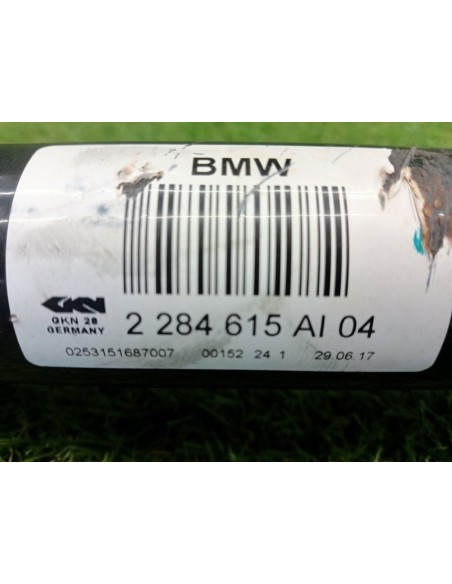 BMW
GKN
GKN 28
GERMANY
2 284 615 AI 04
0253151687007 00152 24 1 29.06.17